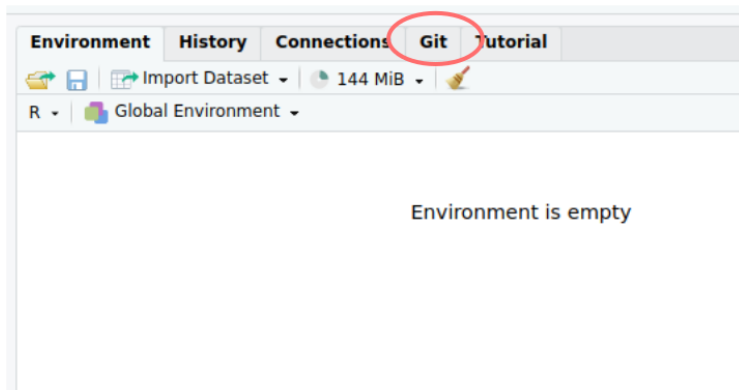 Environment History Connections Git Tutorial
Import Dataset 144 MiB
R Global Environment
Environment is empty